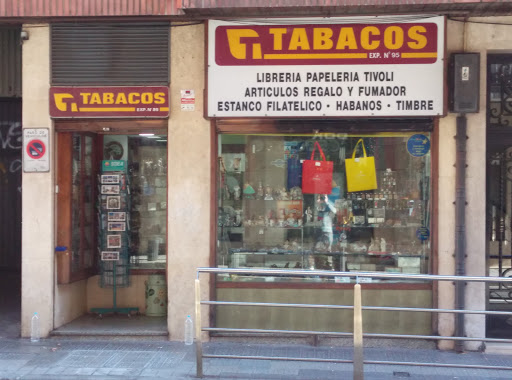 TABACOS
EXP. Nº 95
LIBRERIA PAPELERIA TIVOLI
ARTICULOS REGALO Y FUMADOR
ESTANCO FILATELICO - HABANOS - TIMBRE
TABACOS
EXP. Nº 95